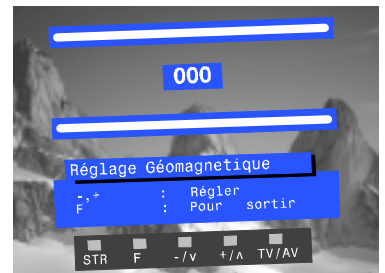 000
Réglage Géomagnetique
-,+ : Régler
F : Pour sortir
STR F -/v +/∧ TV/AV